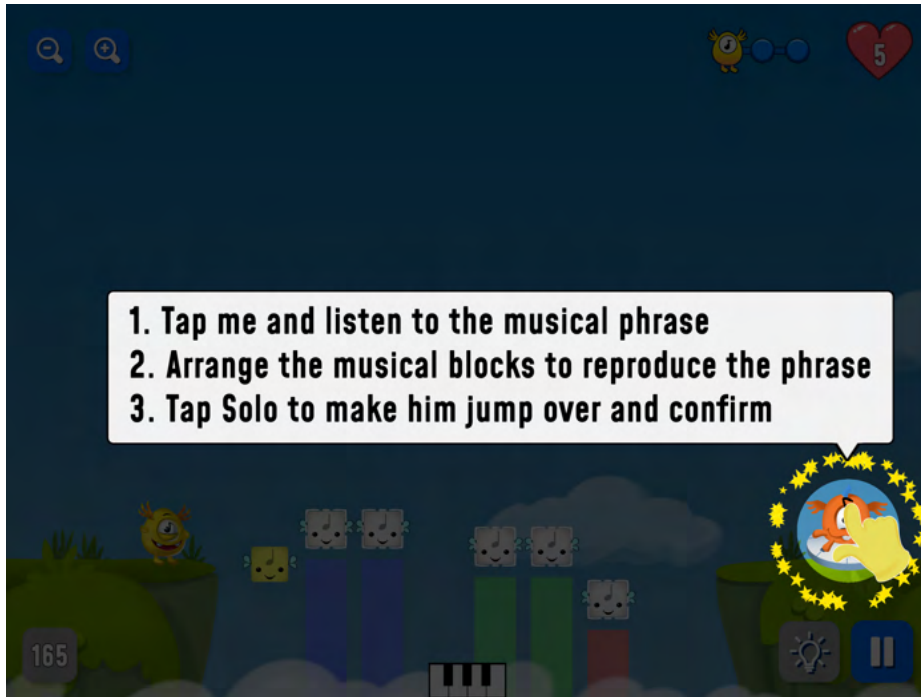 5
1. Tap me and listen to the musical phrase
2. Arrange the musical blocks to reproduce the phrase
3. Tap Solo to make him jump over and confirm
165